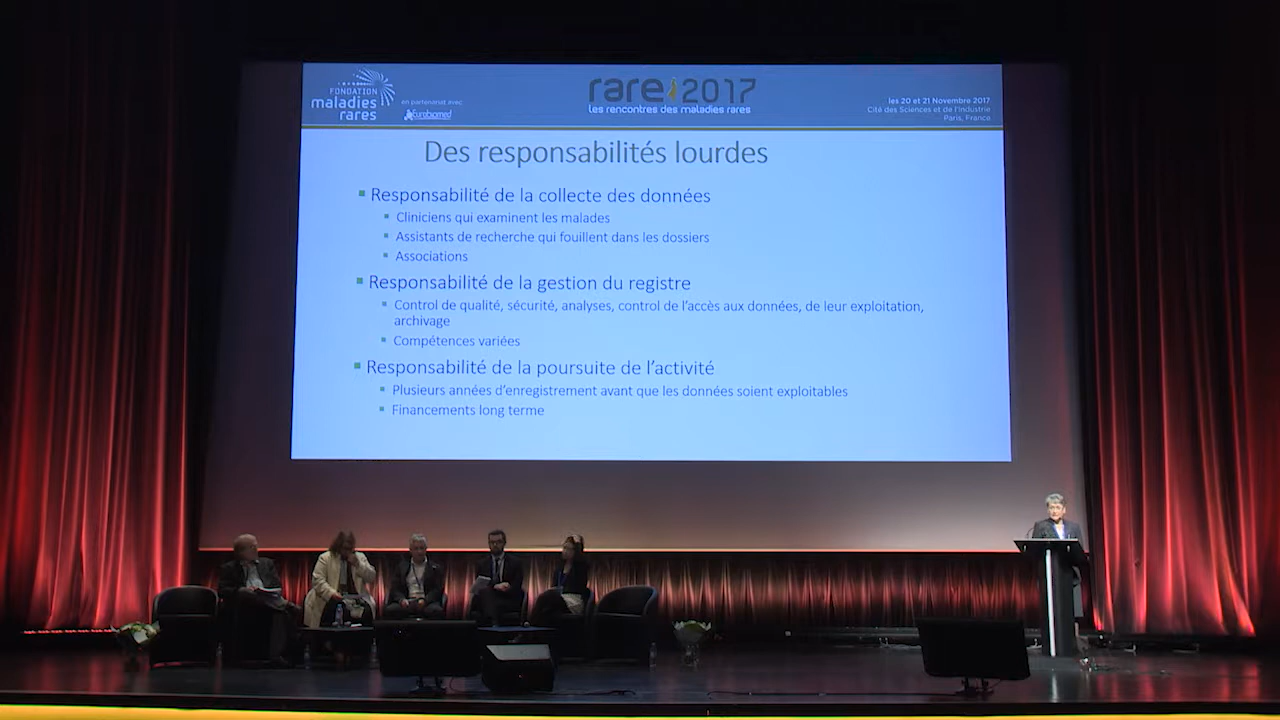 FONDATION
maladies
rares
en partenariat avec
Eurobiomed
rare 2017
les rencontres des maladies rares
les 20 et 21 Novembre 2017
Cité des Sciences et de l'Industrie
Paris, France
Des responsabilités lourdes
Responsabilité de la collecte des données
Cliniciens qui examinent les malades
Assistants de recherche qui fouillent dans les dossiers
Associations
Responsabilité de la gestion du registre
Control de qualité, sécurité, analyses, control de l'accès aux données, de leur exploitation,
archivage
Compétences variées
Responsabilité de la poursuite de l'activité
Plusieurs années d'enregistrement avant que les données soient exploitables
Financements long terme